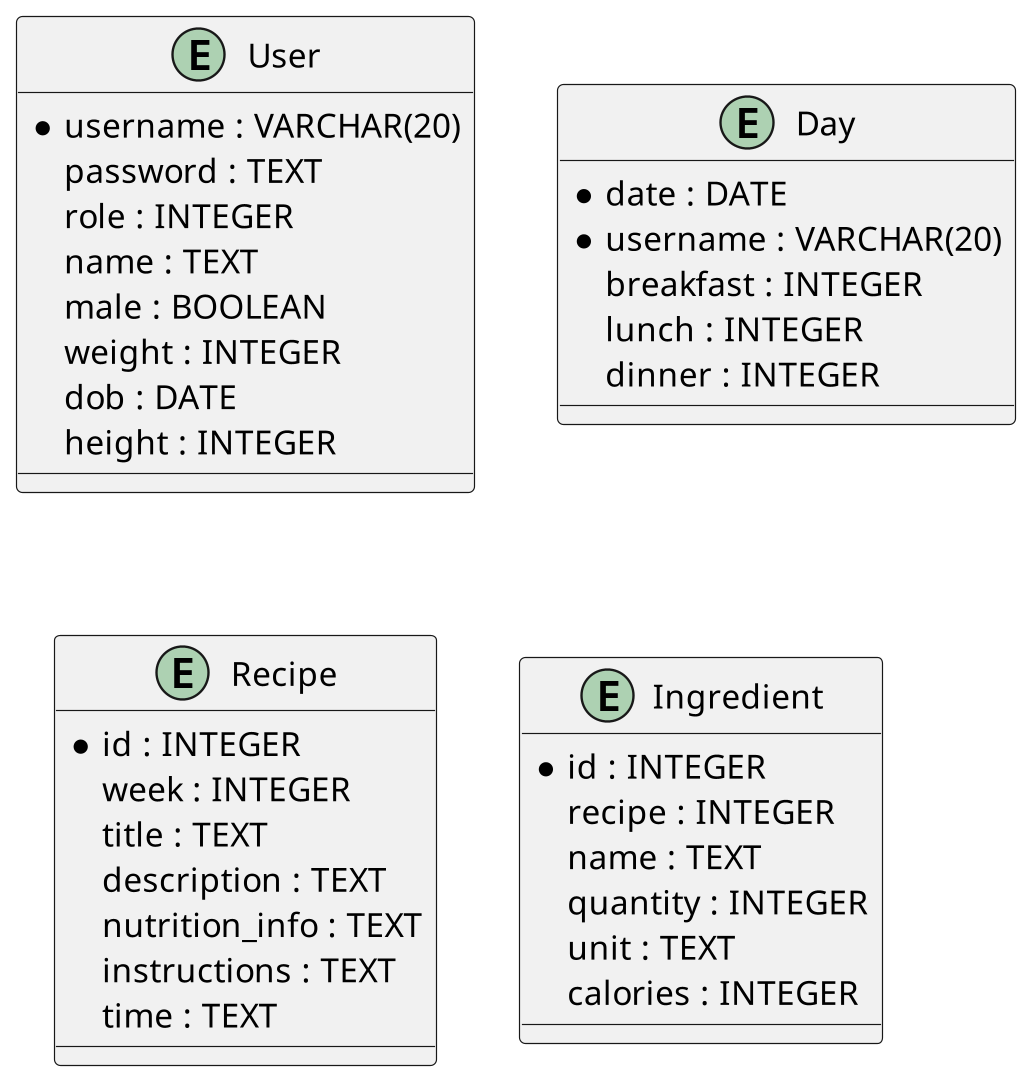 E User
username : VARCHAR(20)
password : TEXT
role : INTEGER
name : TEXT
male : BOOLEAN
weight : INTEGER
dob : DATE
height : INTEGER
E Day
date : DATE
username : VARCHAR(20)
breakfast : INTEGER
lunch : INTEGER
dinner : INTEGER
E Recipe
id : INTEGER
week : INTEGER
title : TEXT
description : TEXT
nutrition_info : TEXT
instructions : TEXT
time : TEXT
E Ingredient
id : INTEGER
recipe : INTEGER
name : TEXT
quantity : INTEGER
unit : TEXT
calories : INTEGER